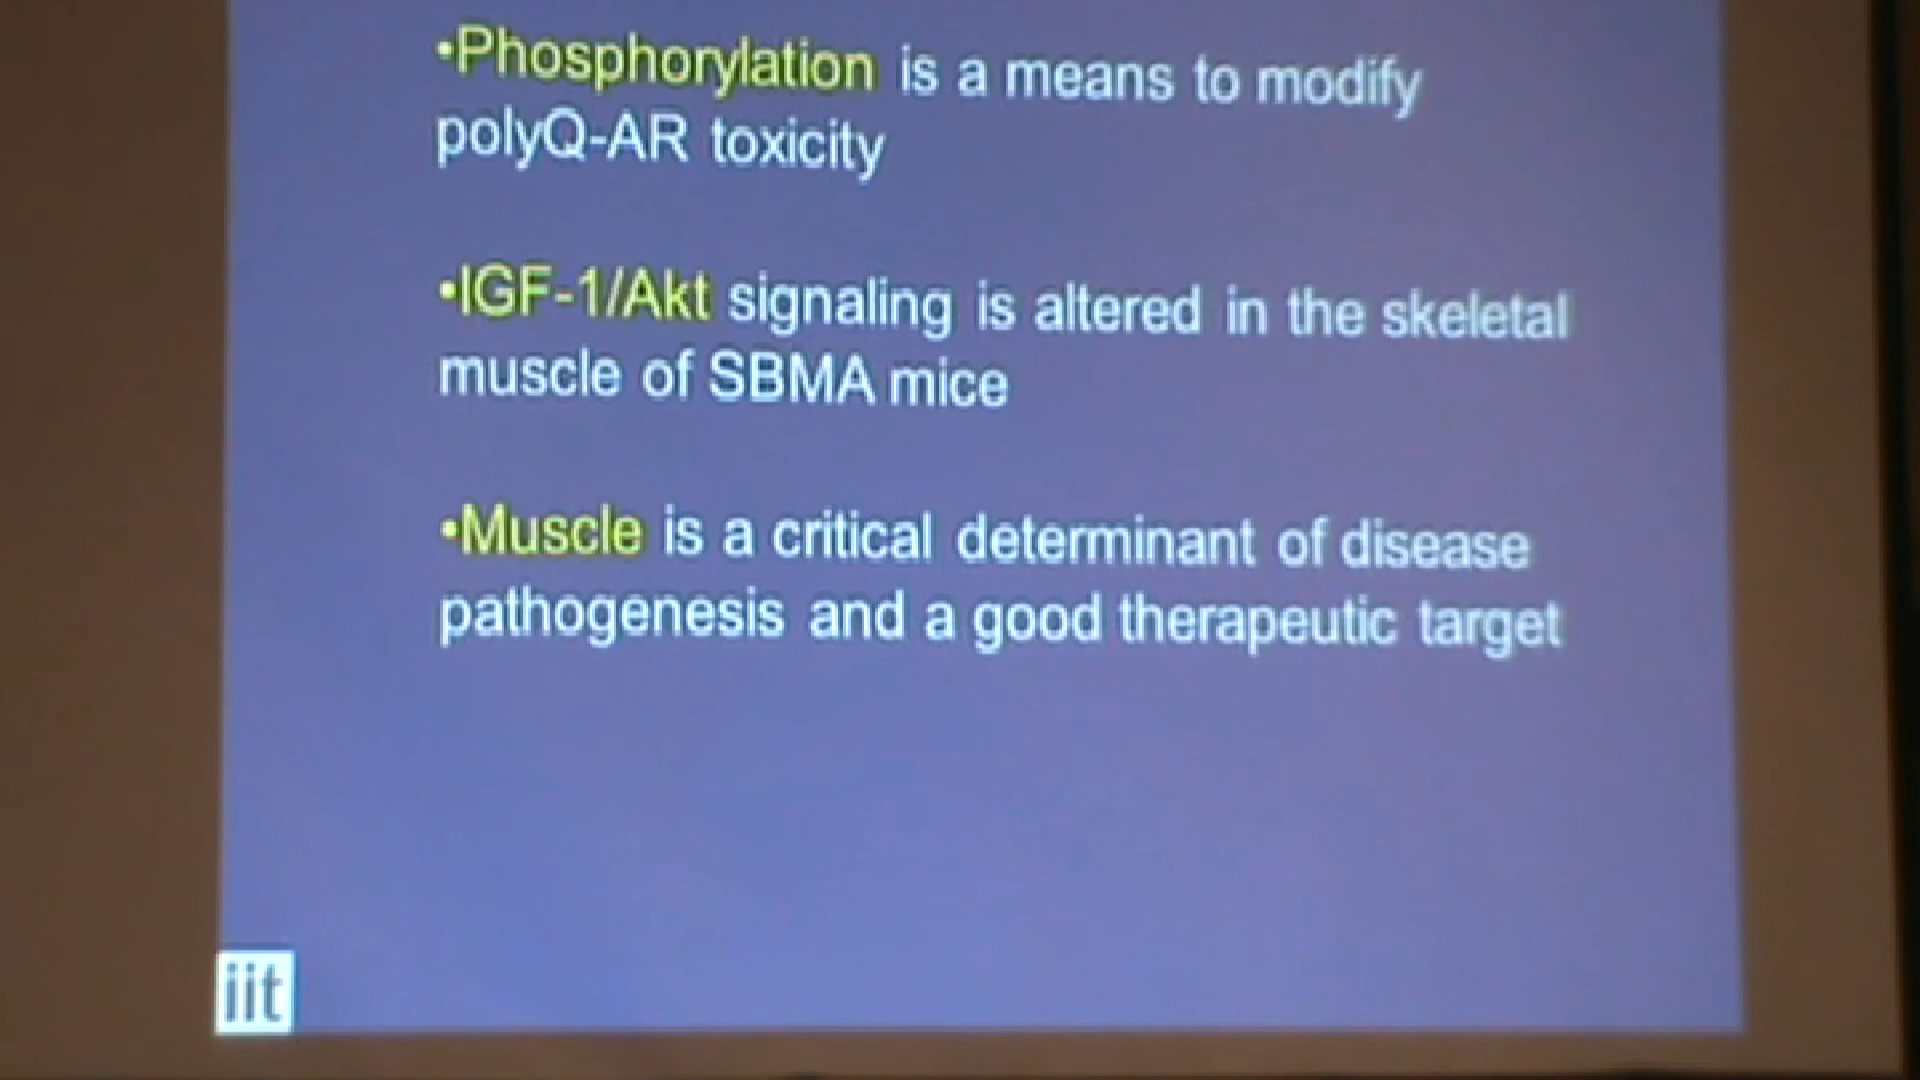 •Phosphorylation is a means to modify
polyQ-AR toxicity
•IGF-1/Akt signaling is altered in the skeletal
muscle of SBMA mice
•Muscle is a critical determinant of disease
pathogenesis and a good therapeutic target
iit